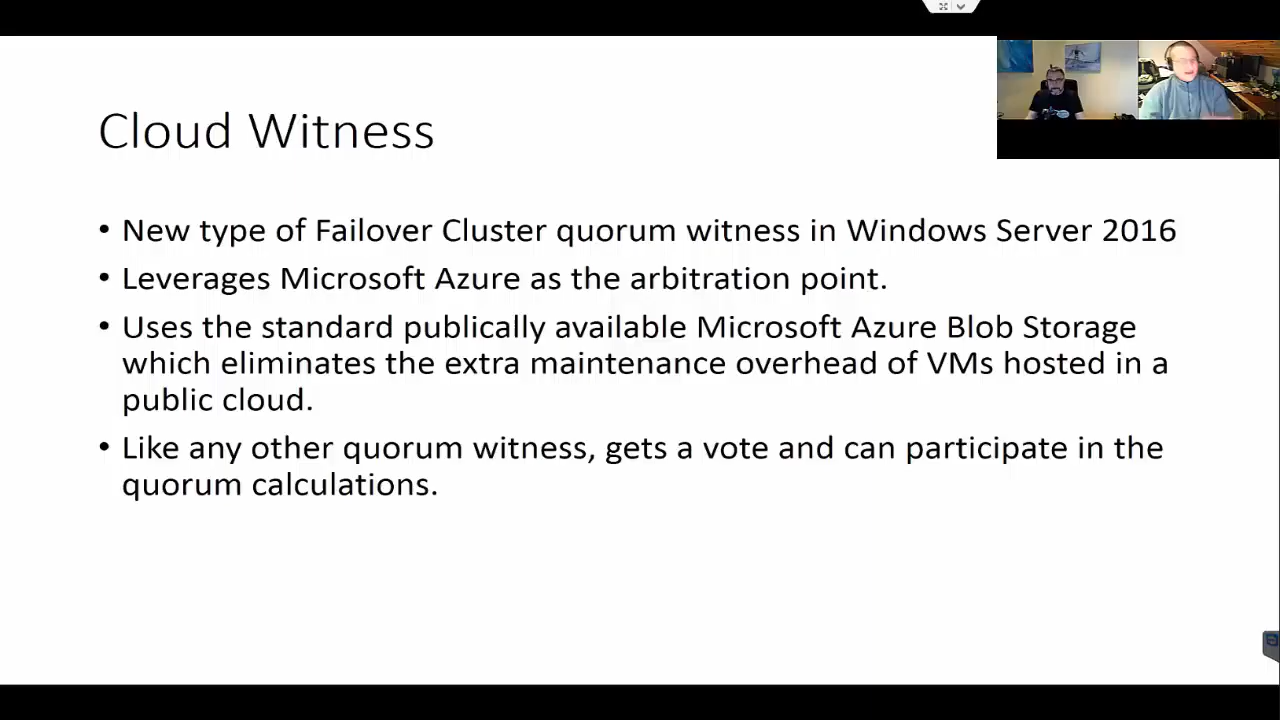 Cloud Witness
• New type of Failover Cluster quorum witness in Windows Server 2016
• Leverages Microsoft Azure as the arbitration point.
• Uses the standard publically available Microsoft Azure Blob Storage
which eliminates the extra maintenance overhead of VMs hosted in a
public cloud.
• Like any other quorum witness, gets a vote and can participate in the
quorum calculations.